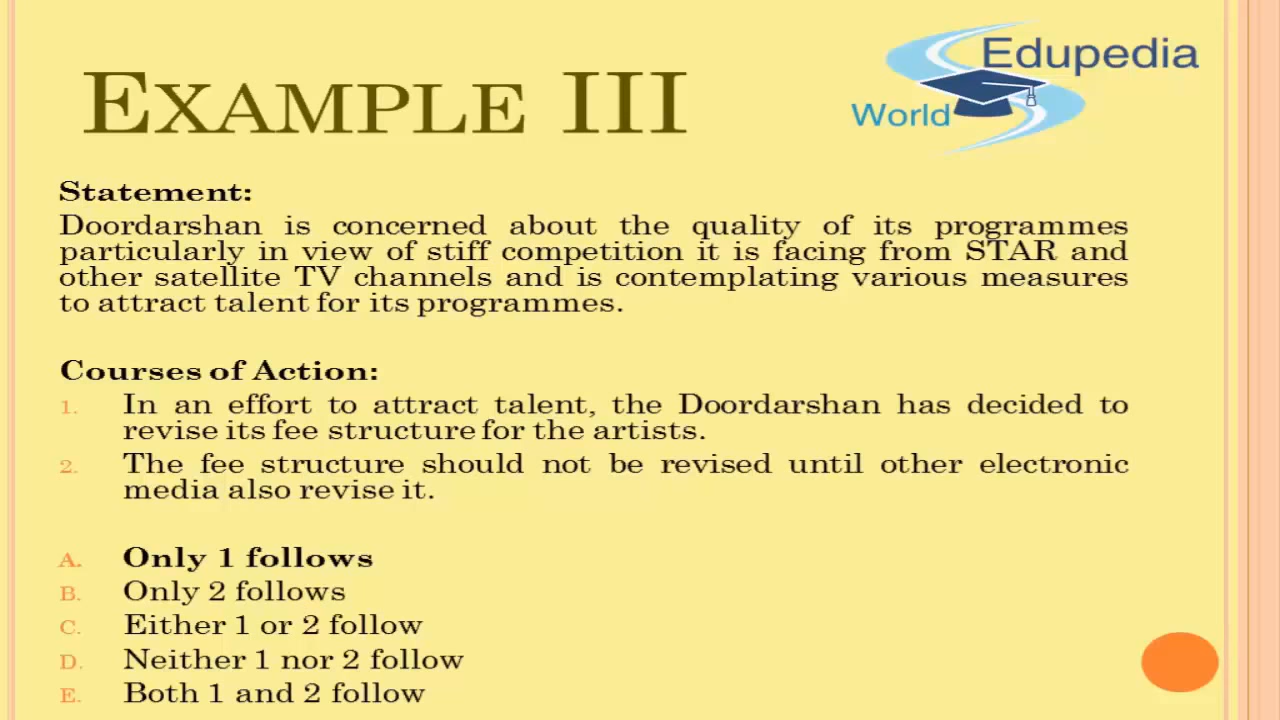 EXAMPLE III
Edupedia
World
Statement:
Doordarshan is concerned about the quality of its programmes
particularly in view of stiff competition it is facing from STAR and
other satellite TV channels and is contemplating various measures
to attract talent for its programmes.
Courses of Action:
1. In an effort to attract talent, the Doordarshan has decided to
revise its fee structure for the artists.
2. The fee structure should not be revised until other electronic
media also revise it.
A. Only 1 follows
B. Only 2 follows
C. Either 1 or 2 follow
D. Neither 1 nor 2 follow
E. Both 1 and 2 follow